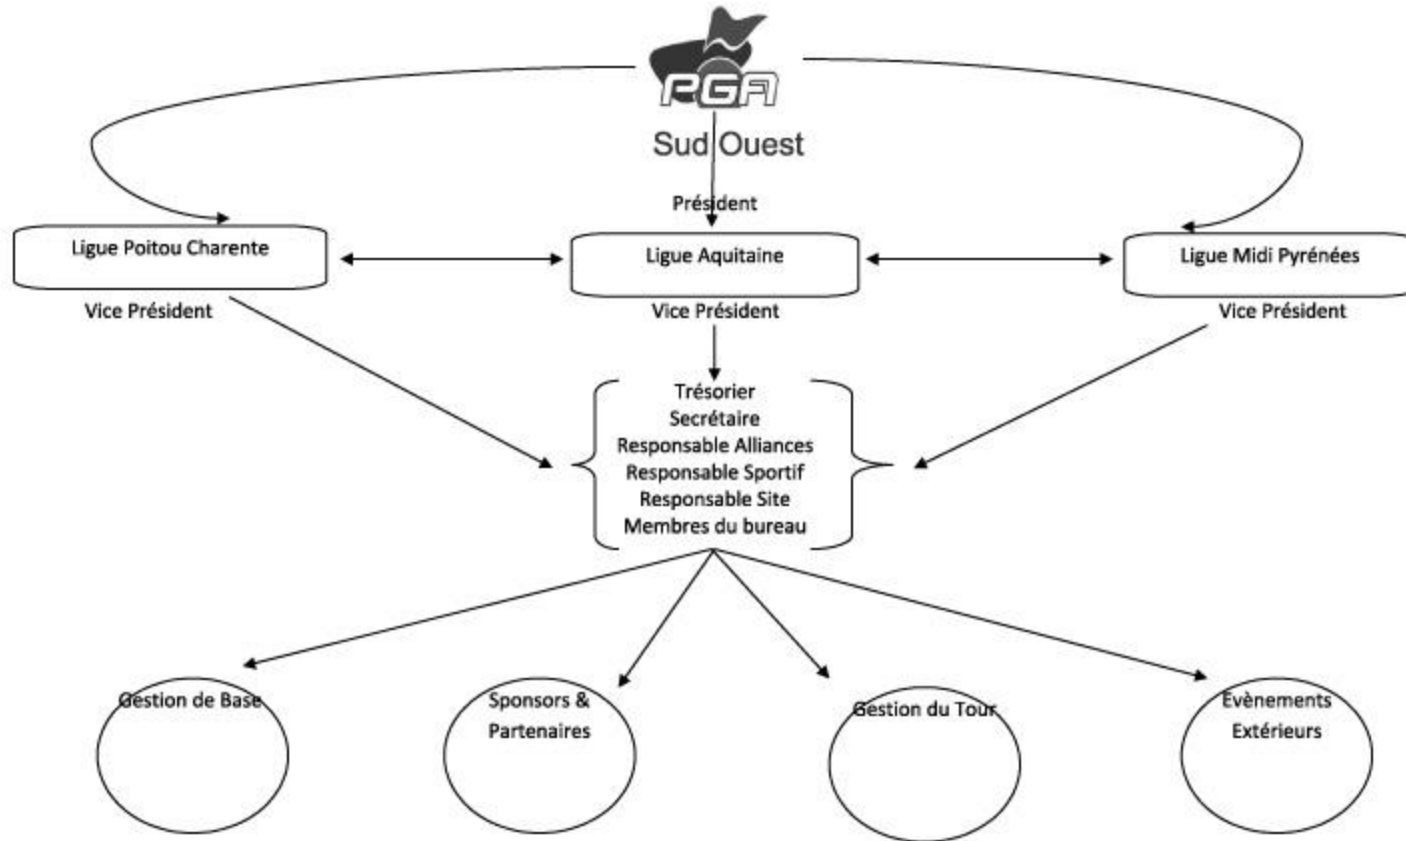 PGA
Sud Ouest
Président
Ligue Poitou Charente
Ligue Aquitaine
Ligue Midi Pyrénées
Vice Président
Vice Président
Vice Président
Trésorier
Secrétaire
Responsable Alliances
Responsable Sportif
Responsable Site
Membres du bureau
Gestion de Base
Sponsors &
Partenaires
Gestion du Tour
Evènements
Extérieurs